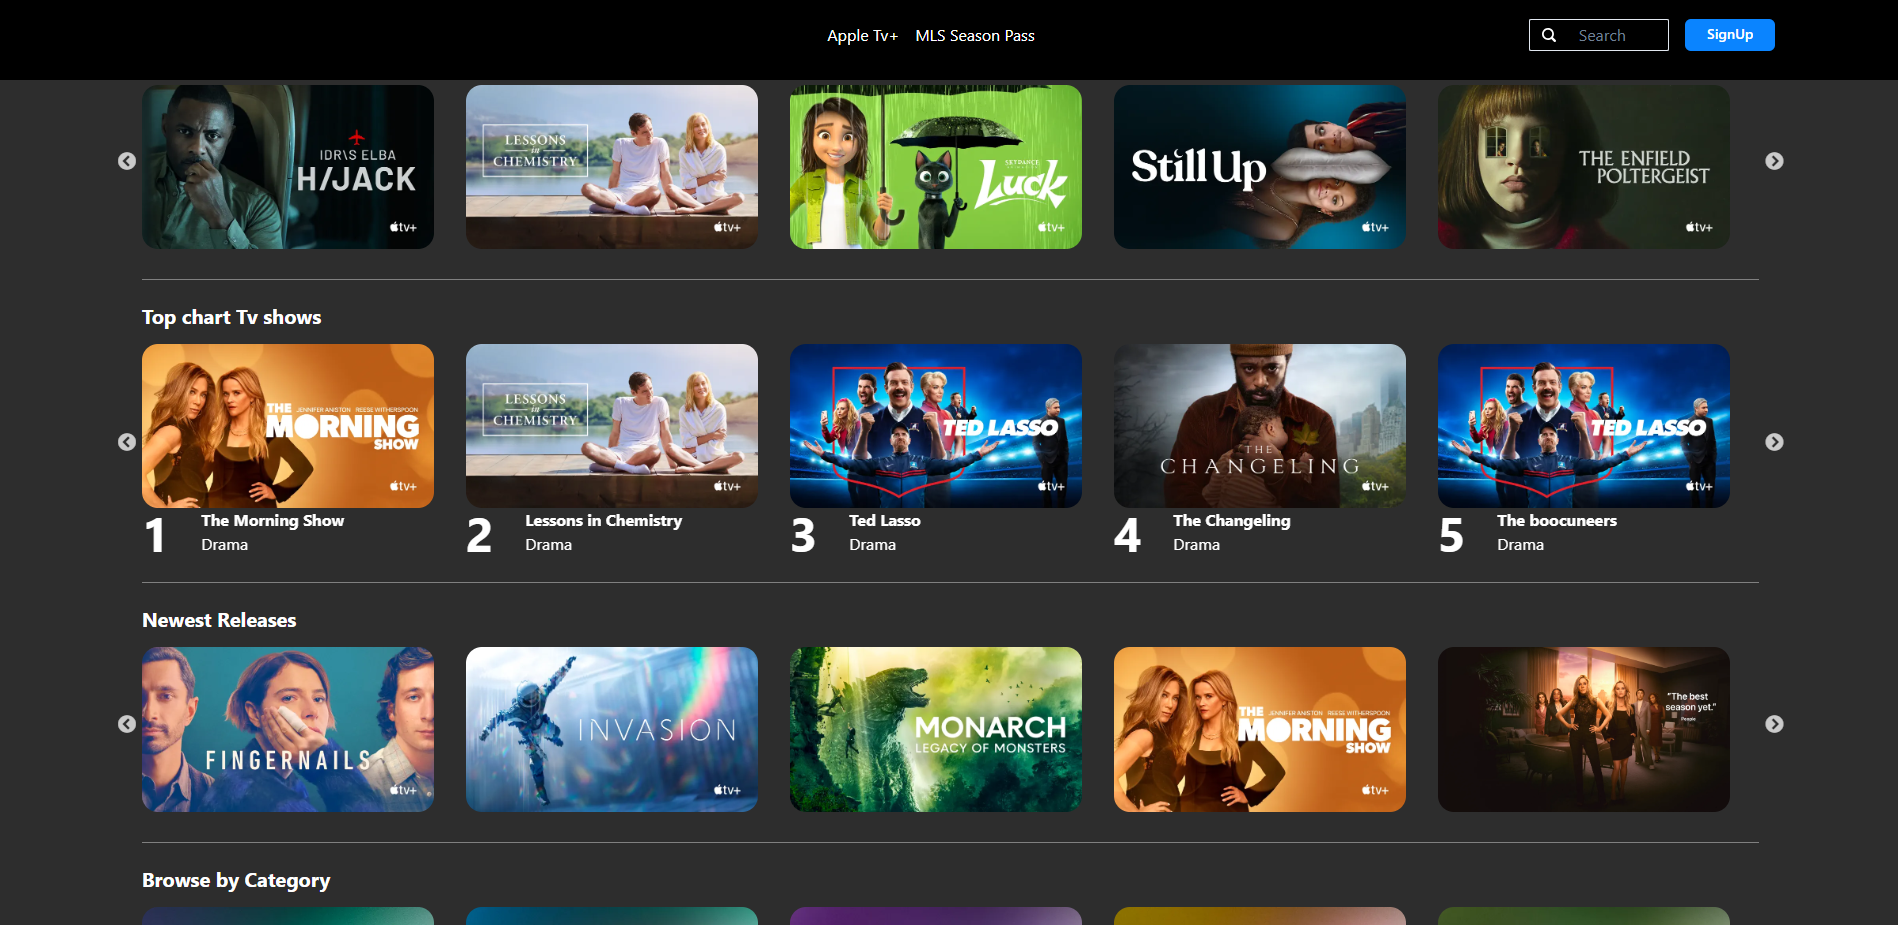 Apple Tv+ MLS Season Pass Search SignUp
IDR\S ELBA
H/JACK
tv+
LESSONS
in
CHEMISTRY
tv+
SKYDANCE
ANIMATION
Luck
tv+
Still Up
tv+
THE ENFIELD
POLTERGEIST
tv+
Top chart Tv shows
JENNIFER ANISTON REESE WITHERSPOON
THE
MORNING
SHOW
tv+
LESSONS
in
CHEMISTRY
tv+
TED LASSO
tv+
THE
CHANGELING
tv+
TED LASSO
tv+
1 The Morning Show
Drama
2 Lessons in Chemistry
Drama
3 Ted Lasso
Drama
4 The Changeling
Drama
5 The boocuneers
Drama
Newest Releases
FINGERNAILS
tv+
INVASION
tv+
MONARCH
LEGACY OF MONSTERS
JENNIFER ANISTON REESE WITHERSPOON
THE
MORNING
SHOW
tv+
“The best
season yet.”
People
Browse by Category